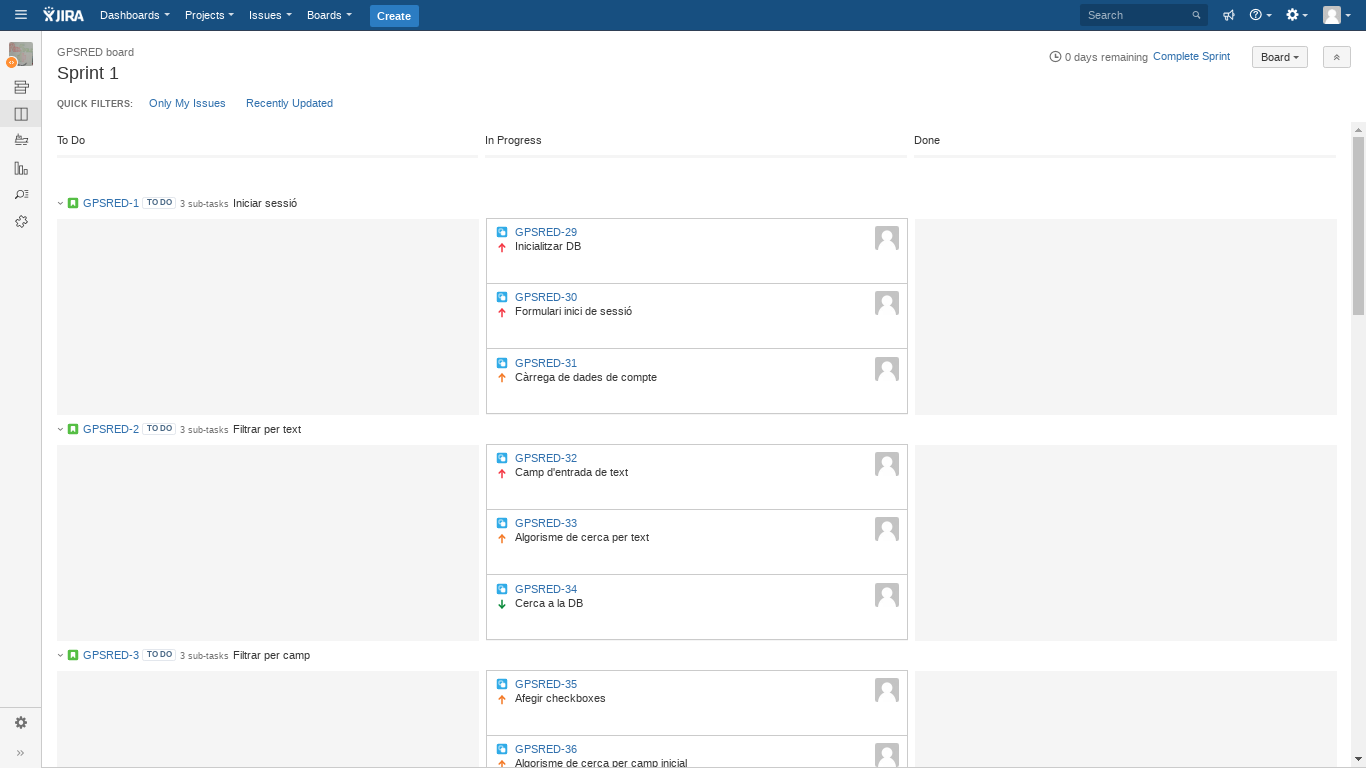 JIRA Dashboards Projects Issues Boards Create Search
GPSRED board
Sprint 1
0 days remaining Complete Sprint Board
QUICK FILTERS: Only My Issues Recently Updated
To Do In Progress Done
GPSRED-1 TO DO 3 sub-tasks Iniciar sessió
GPSRED-29
Inicialitzar DB
GPSRED-30
Formulari inici de sessió
GPSRED-31
Càrrega de dades de compte
GPSRED-2 TO DO 3 sub-tasks Filtrar per text
GPSRED-32
Camp d'entrada de text
GPSRED-33
Algorisme de cerca per text
GPSRED-34
Cerca a la DB
GPSRED-3 TO DO 3 sub-tasks Filtrar per camp
GPSRED-35
Afegir checkboxes
GPSRED-36
Algorisme de cerca per camp inicial